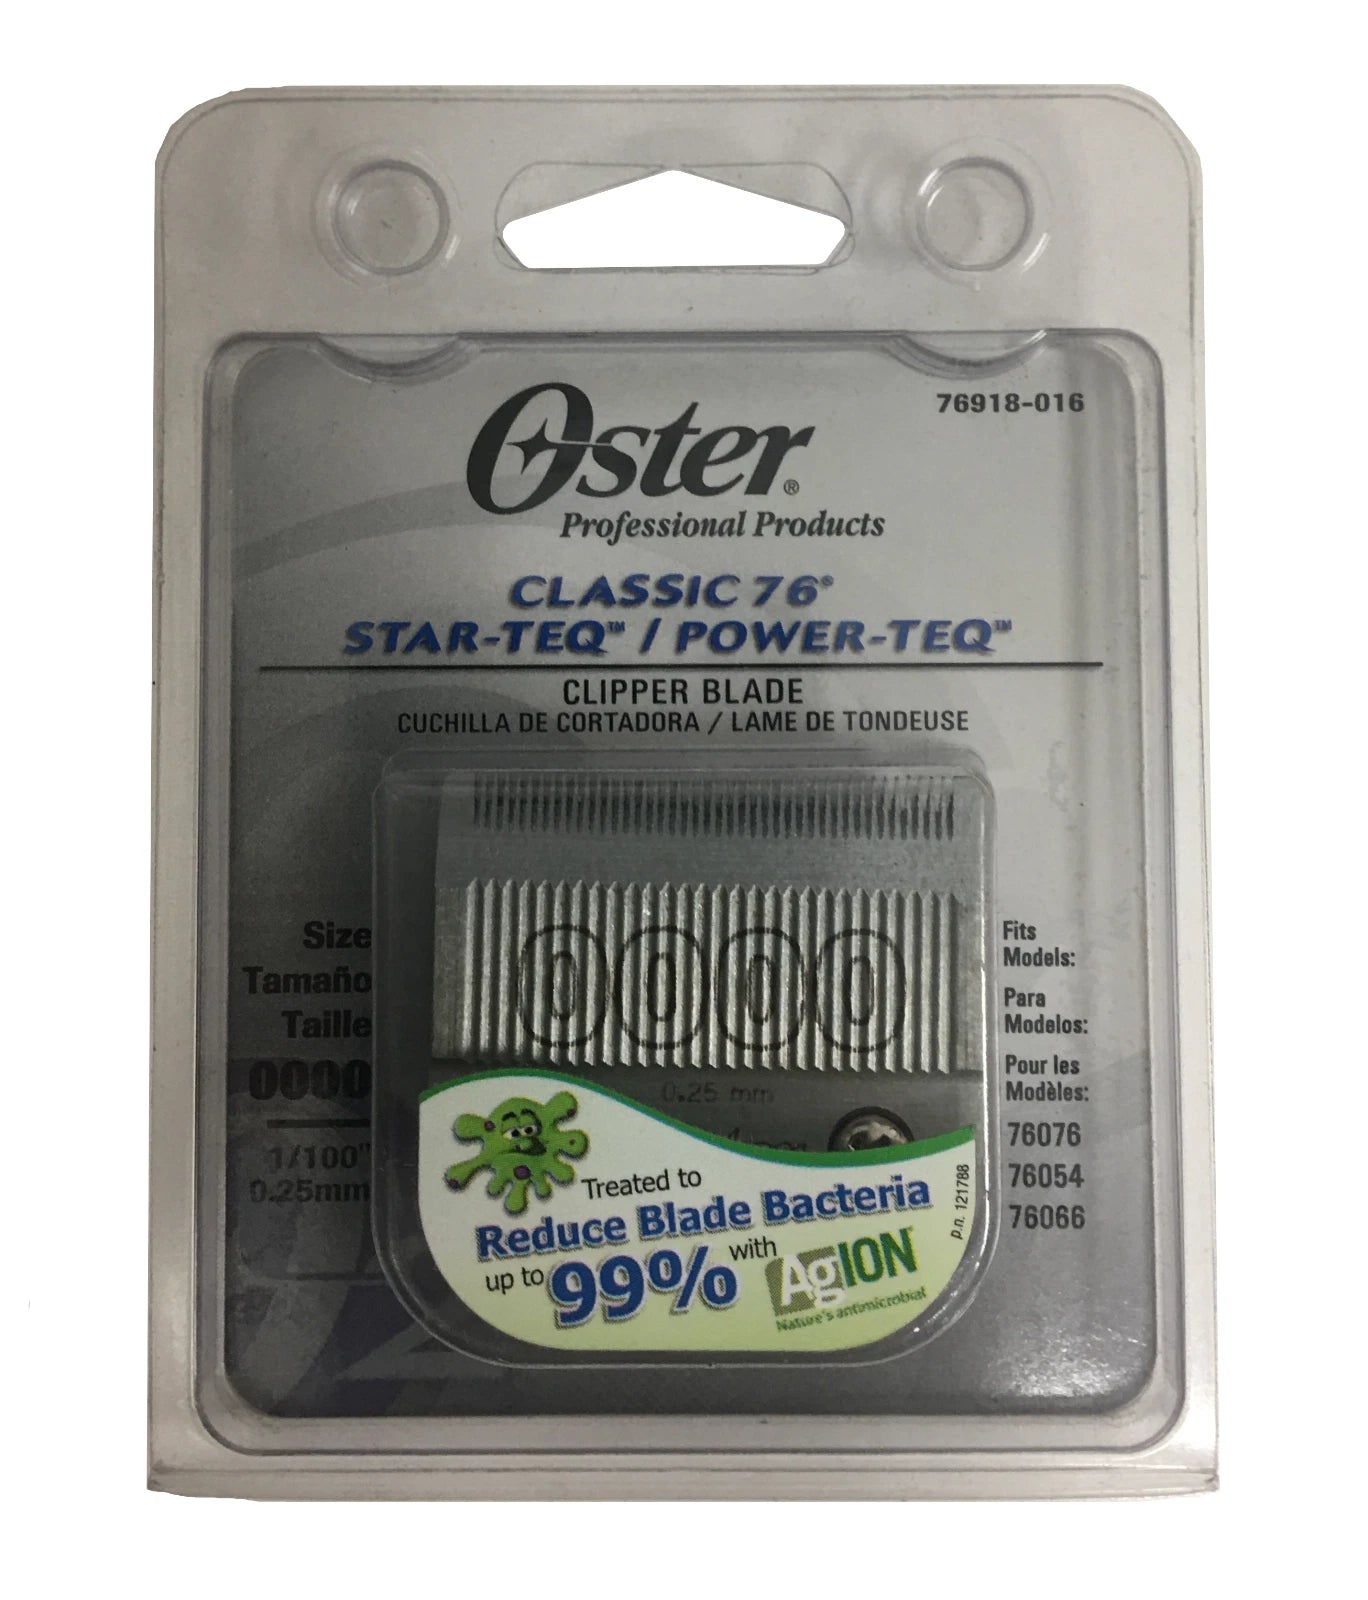 76918-016
Oster®
Professional Products
CLASSIC 76®
STAR-TEQ™ / POWER-TEQ™
CLIPPER BLADE
CUCHILLA DE CORTADORA / LAME DE TONDEUSE
Size
Tamaño
Taille
0000
1/100"
0.25mm
0000
0.25 mm
Fits
Models:
Para
Modelos:
Pour les
Modèles:
76076
76054
76066
Treated to
Reduce Blade Bacteria
up to 99% with AgION
Nature's antimicrobial
p.n. 121788